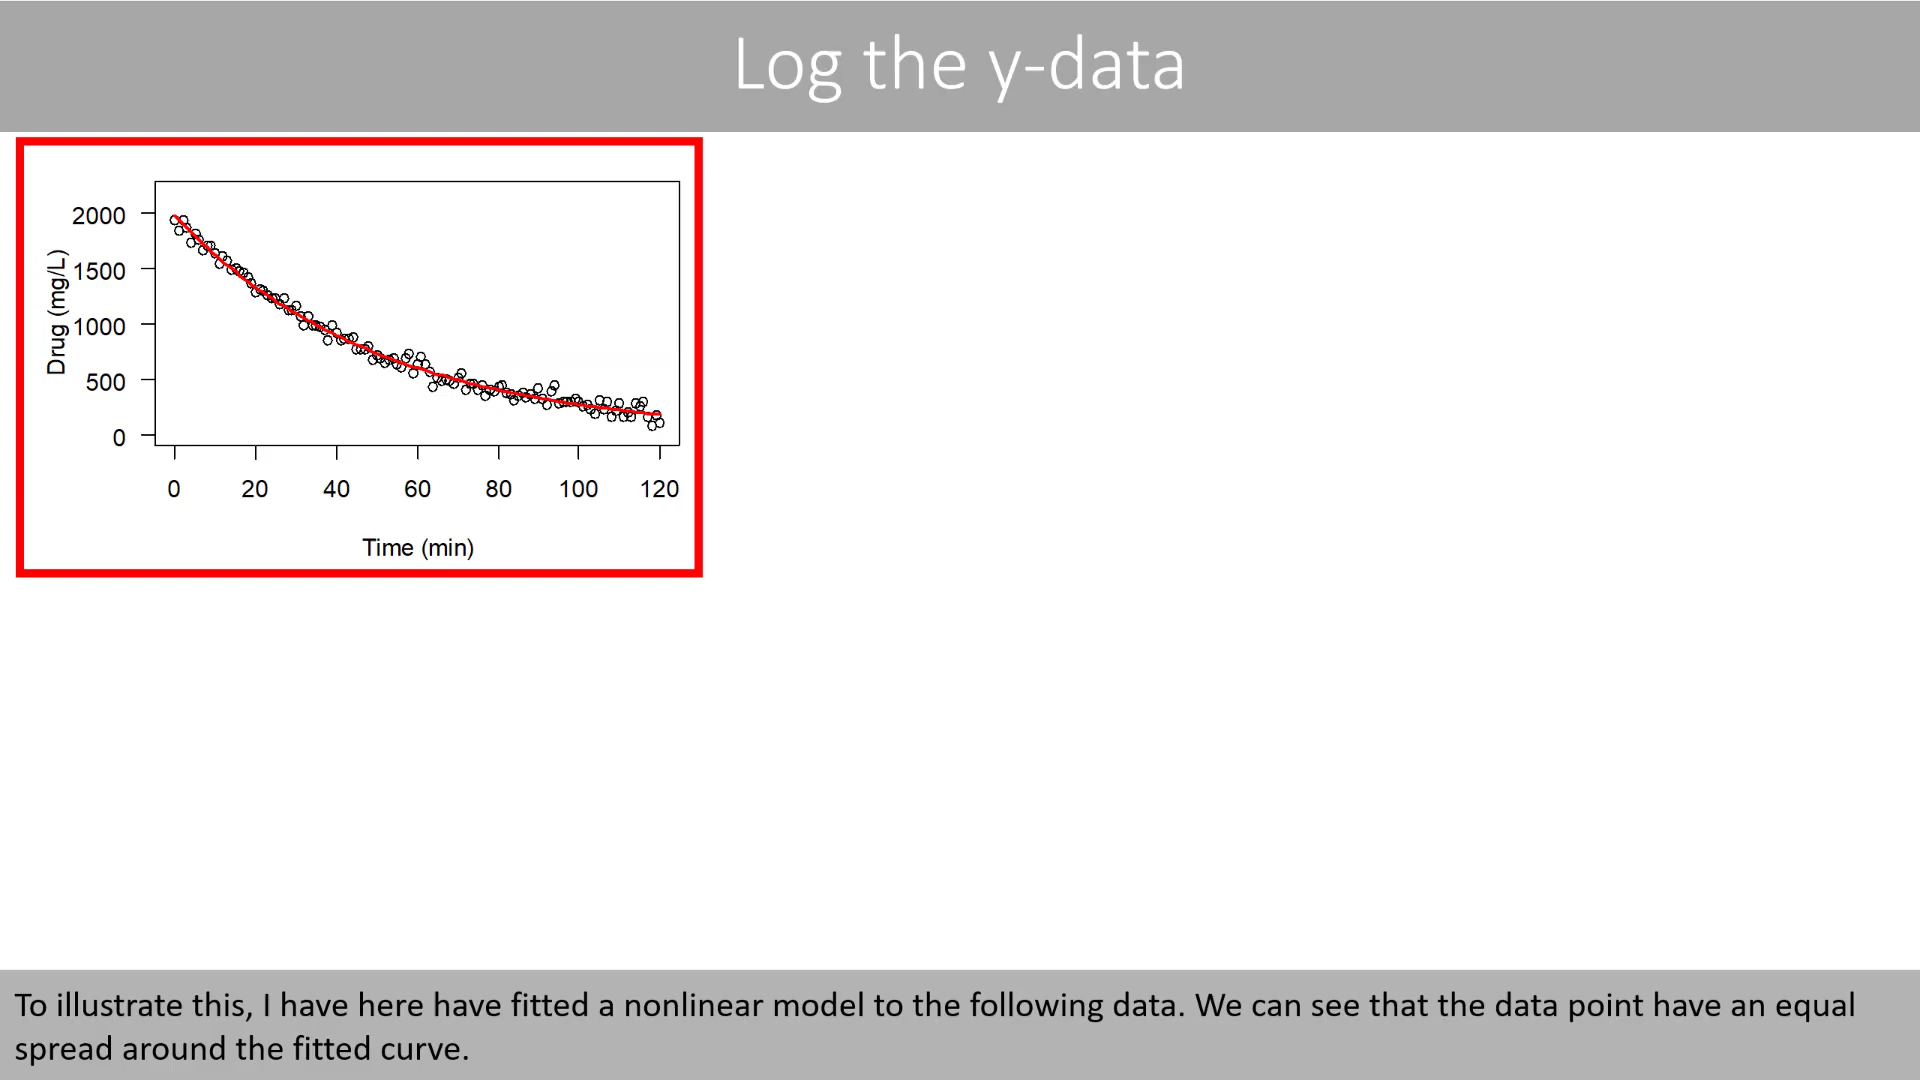 Log the y-data
2000
1500
1000
500
0
Drug (mg/L)
0 20 40 60 80 100 120
Time (min)
To illustrate this, I have here have fitted a nonlinear model to the following data. We can see that the data point have an equal
spread around the fitted curve.